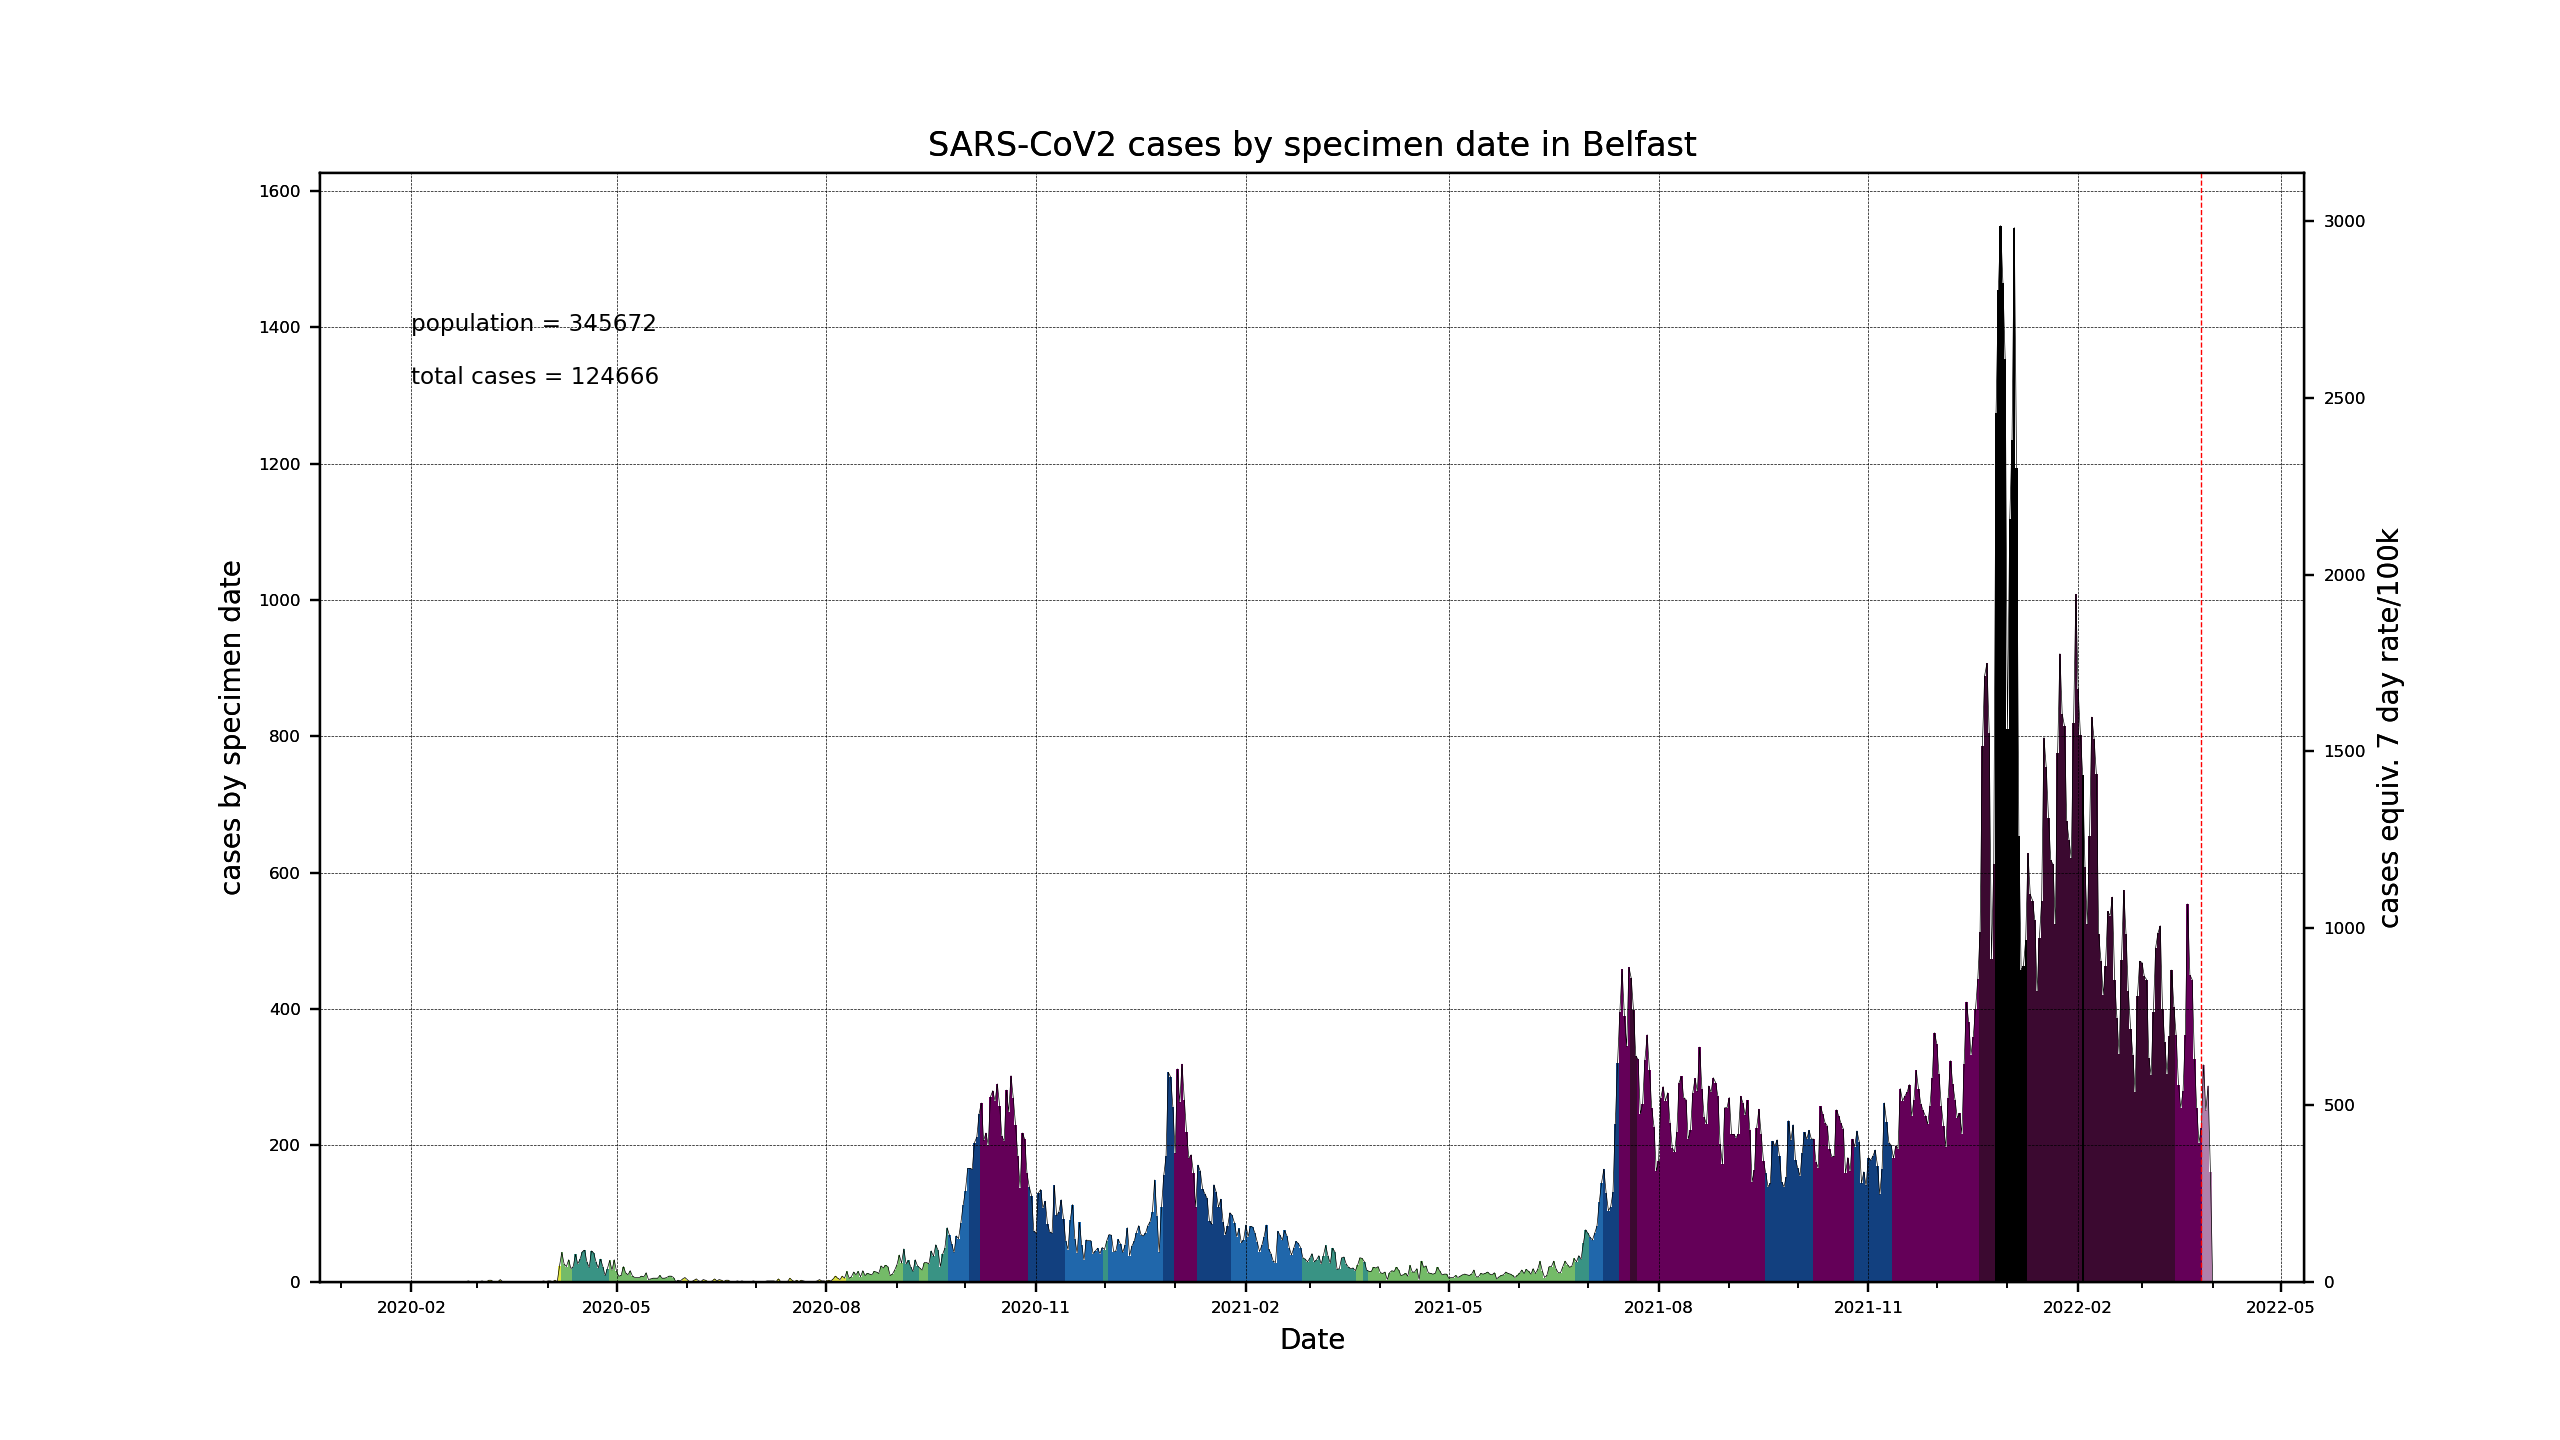 SARS-CoV2 cases by specimen date in Belfast
population = 345672
total cases = 124666
cases by specimen date
1600
1400
1200
1000
800
600
400
200
0
3000
2500
2000
1500
1000
500
0
cases equiv. 7 day rate/100k
2020-02 2020-05 2020-08 2020-11 2021-02 2021-05 2021-08 2021-11 2022-02 2022-05
Date